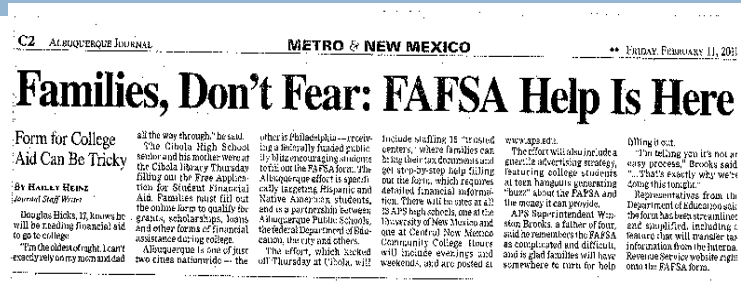 C2 ALBUQUERQUE JOURNAL
METRO & NEW MEXICO
•• FRIDAY, FEBRUARY 11, 201
Families, Don't Fear: FAFSA Help Is Here
Form for College
Aid Can Be Tricky
BY HAILEY HEINZ
Journal Staff Writer
Douglas Hicks, 17, knows he
will be needing financial aid
to go to college.
"I'm the oldest of eight. I can't
exactly rely on my mom and dad
all the way through," he said.
The Cibola High School
senior and his mother were at
the Cibola library Thursday
filling out the Free Applica-
tion for Student Financial
Aid. Families must fill out
the online form to qualify for
grants, scholarships, loans
and other forms of financial
assistance during college.
Albuquerque is one of just
two cities nationwide — the
other is Philadelphia — receiv-
ing a federally funded public-
ity blitz encouraging students
to fill out the FAFSA form. The
Albuquerque effort is specifi-
cally targeting Hispanic and
Native American students,
and is a partnership between
Albuquerque Public Schools,
the federal Department of Edu-
cation, the city and others.
The effort, which kicked
off Thursday at Cibola, will
include staffing 15 "trusted
centers," where families can
bring their tax documents and
get step-by-step help filling
out the form, which requires
detailed financial informa-
tion. There will be sites at all
13 APS high schools, one at the
University of New Mexico and
one at Central New Mexico
Community College. Hours
will include evenings and
weekends, and are posted at
www.aps.edu.
The effort will also include a
guerilla advertising strategy,
featuring college students
at teen hangouts generating
"buzz" about the FAFSA and
the money it can provide.
APS Superintendent Win-
ston Brooks, a father of four,
said he remembers the FAFSA
as complicated and difficult,
and is glad families will have
somewhere to turn for help
filling it out.
"I'm telling you it's not an
easy process," Brooks said.
"...That's exactly why we're
doing this tonight."
Representatives from the
Department of Education said
the form has been streamlined
and simplified, including a
feature that will transfer tax
information from the Internal
Revenue Service website right
onto the FAFSA form.